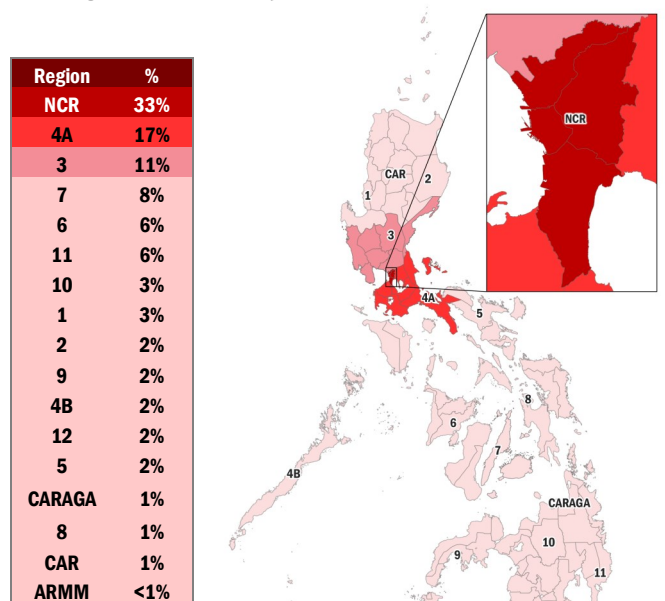 Region %
NCR 33%
4A 17%
3 11%
7 8%
6 6%
11 6%
10 3%
1 3%
2 2%
9 2%
4B 2%
12 2%
5 2%
CARAGA 1%
8 1%
CAR 1%
ARMM <1%
NCR
CAR
2
1
3
4A
5
8
6
7
4B
CARAGA
10
9
11